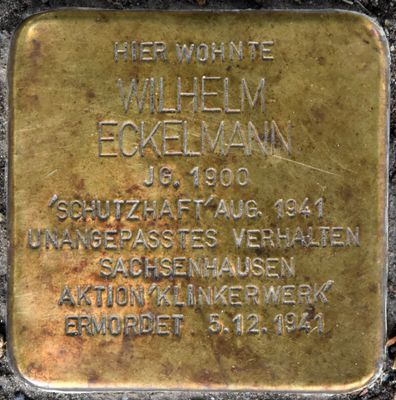 HIER WOHNTE
WILHELM
ECKELMANN
JG. 1900
'SCHUTZHAFT' AUG. 1941
UNANGEPASSTES VERHALTEN
SACHSENHAUSEN
AKTION 'KLINKERWERK'
ERMORDET 5.12.1941